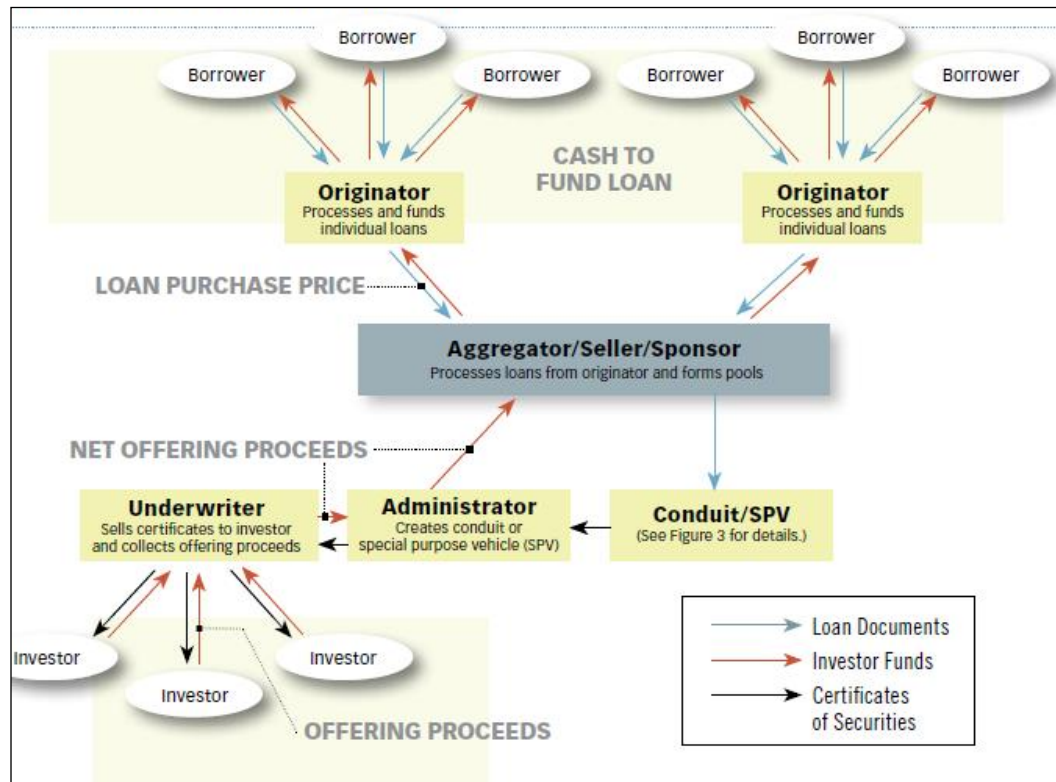 Borrower
Borrower
Borrower
Borrower
Borrower
Borrower
CASH TO
FUND LOAN
Originator
Processes and funds
individual loans
Originator
Processes and funds
individual loans
LOAN PURCHASE PRICE
Aggregator/Seller/Sponsor
Processes loans from originator and forms pools
NET OFFERING PROCEEDS
Underwriter
Sells certificates to investor
and collects offering proceeds
Administrator
Creates conduit or
special purpose vehicle (SPV)
Conduit/SPV
(See Figure 3 for details.)
Investor
Investor
Investor
OFFERING PROCEEDS
Loan Documents
Investor Funds
Certificates
of Securities